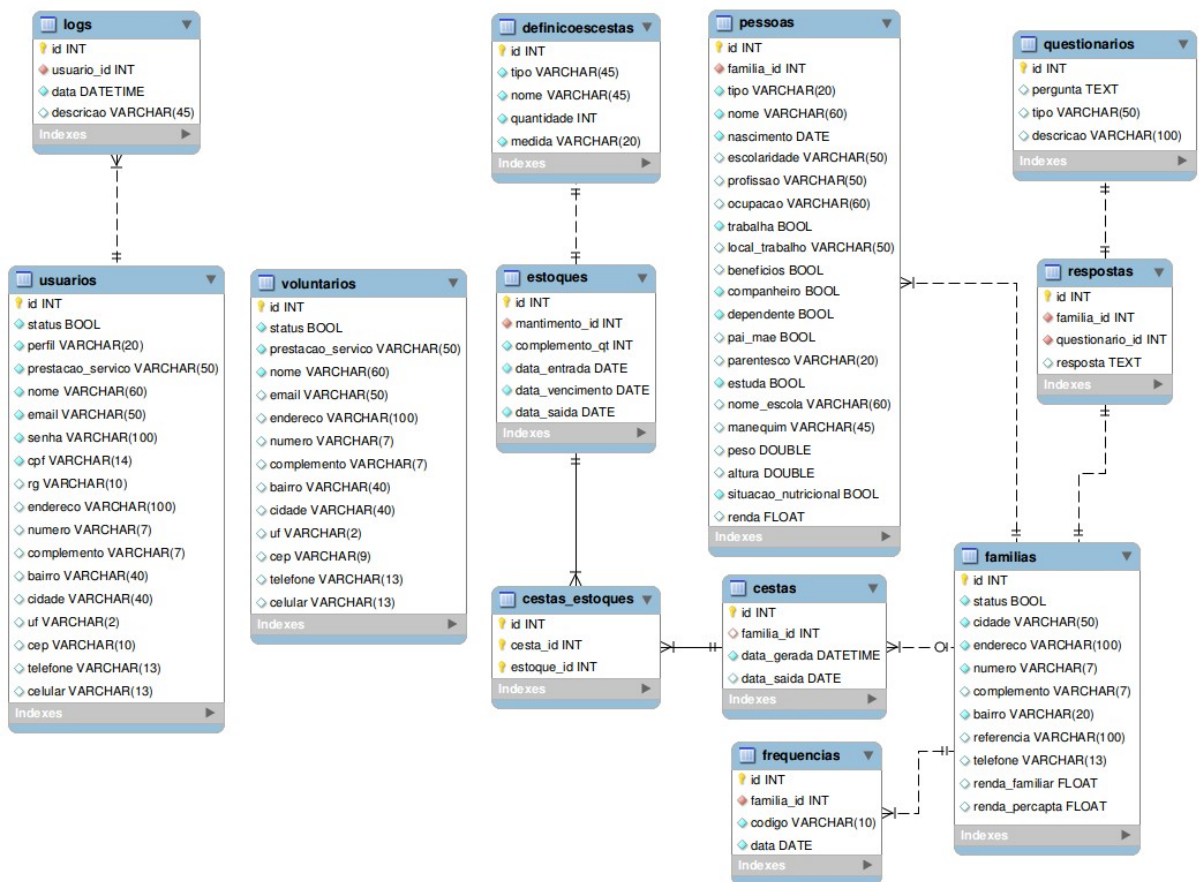 logs
id INT
usuario_id INT
data DATETIME
descricao VARCHAR(45)
Indexes
definicoescestas
id INT
tipo VARCHAR(45)
nome VARCHAR(45)
quantidade INT
medida VARCHAR(20)
Indexes
pessoas
id INT
familia_id INT
tipo VARCHAR(20)
nome VARCHAR(60)
nascimento DATE
escolaridade VARCHAR(50)
profissao VARCHAR(50)
ocupacao VARCHAR(60)
trabalha BOOL
local_trabalho VARCHAR(50)
beneficios BOOL
companheiro BOOL
dependente BOOL
pai_mae BOOL
parentesco VARCHAR(20)
estuda BOOL
nome_escola VARCHAR(60)
manequim VARCHAR(45)
peso DOUBLE
altura DOUBLE
situacao_nutricional BOOL
renda FLOAT
Indexes
questionarios
id INT
pergunta TEXT
tipo VARCHAR(50)
descricao VARCHAR(100)
Indexes
usuarios
id INT
status BOOL
perfil VARCHAR(20)
prestacao_servico VARCHAR(50)
nome VARCHAR(60)
email VARCHAR(50)
senha VARCHAR(100)
cpf VARCHAR(14)
rg VARCHAR(10)
endereco VARCHAR(100)
numero VARCHAR(7)
complemento VARCHAR(7)
bairro VARCHAR(40)
cidade VARCHAR(40)
uf VARCHAR(2)
cep VARCHAR(10)
telefone VARCHAR(13)
celular VARCHAR(13)
Indexes
voluntarios
id INT
status BOOL
prestacao_servico VARCHAR(50)
nome VARCHAR(60)
email VARCHAR(50)
endereco VARCHAR(100)
numero VARCHAR(7)
complemento VARCHAR(7)
bairro VARCHAR(40)
cidade VARCHAR(40)
uf VARCHAR(2)
cep VARCHAR(9)
telefone VARCHAR(13)
celular VARCHAR(13)
Indexes
estoques
id INT
mantimento_id INT
complemento_qt INT
data_entrada DATE
data_vencimento DATE
data_saida DATE
Indexes
respostas
id INT
familia_id INT
questionario_id INT
resposta TEXT
Indexes
cestas_estoques
id INT
cesta_id INT
estoque_id INT
Indexes
cestas
id INT
familia_id INT
data_gerada DATETIME
data_saida DATE
Indexes
familias
id INT
status BOOL
cidade VARCHAR(50)
endereco VARCHAR(100)
numero VARCHAR(7)
complemento VARCHAR(7)
bairro VARCHAR(20)
referencia VARCHAR(100)
telefone VARCHAR(13)
renda_familiar FLOAT
renda_percapta FLOAT
Indexes
frequencias
id INT
familia_id INT
codigo VARCHAR(10)
data DATE
Indexes